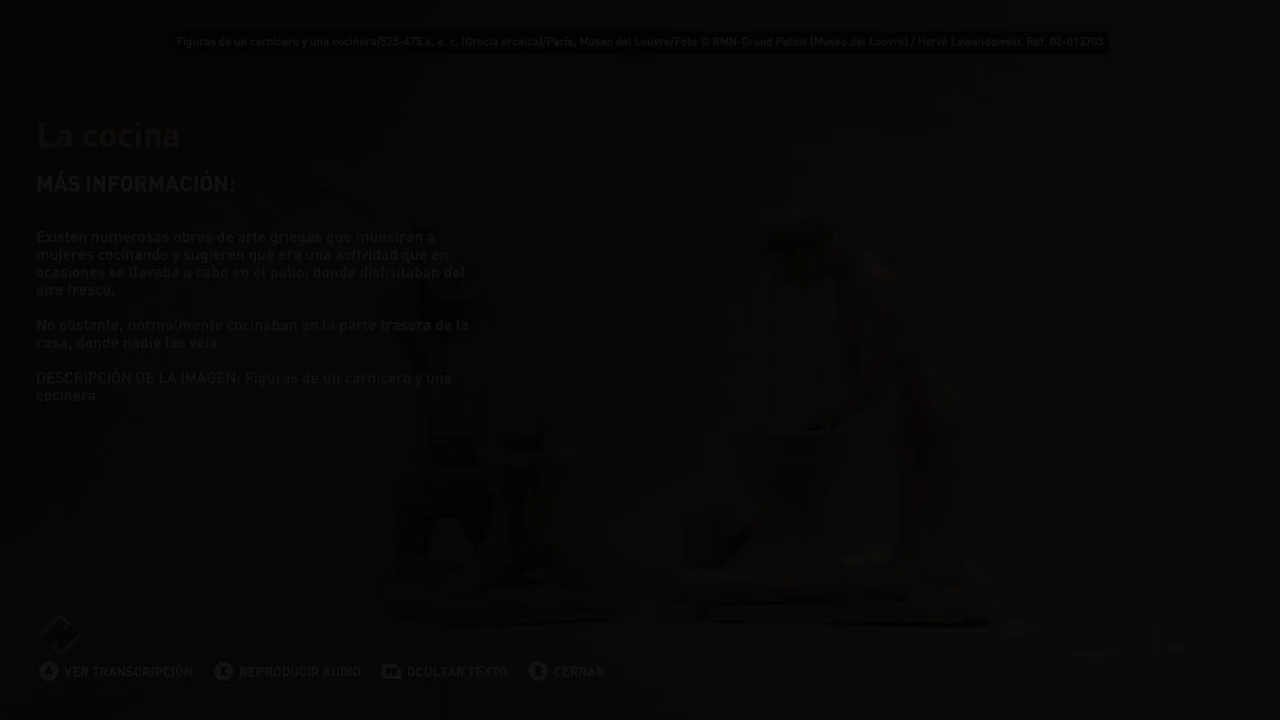 Figuras de un carnicero y una cocinera/525-475 a. e. c. (Grecia arcaica)/París, Museo del Louvre/Foto © RMN-Grand Palais (Museo del Louvre) / Hervé Lewandowski. Ref. 02-013703
La cocina
MÁS INFORMACIÓN:
Existen numerosas obras de arte griegas que muestran a
mujeres cocinando y sugieren que era una actividad que en
ocasiones se llevaba a cabo en el patio, donde disfrutaban del
aire fresco.
No obstante, normalmente cocinaban en la parte trasera de la
casa, donde nadie las veía.
DESCRIPCIÓN DE LA IMAGEN: Figuras de un carnicero y una
cocinera
A VER TRANSCRIPCIÓN X REPRODUCIR AUDIO RB OCULTAR TEXTO B CERRAR